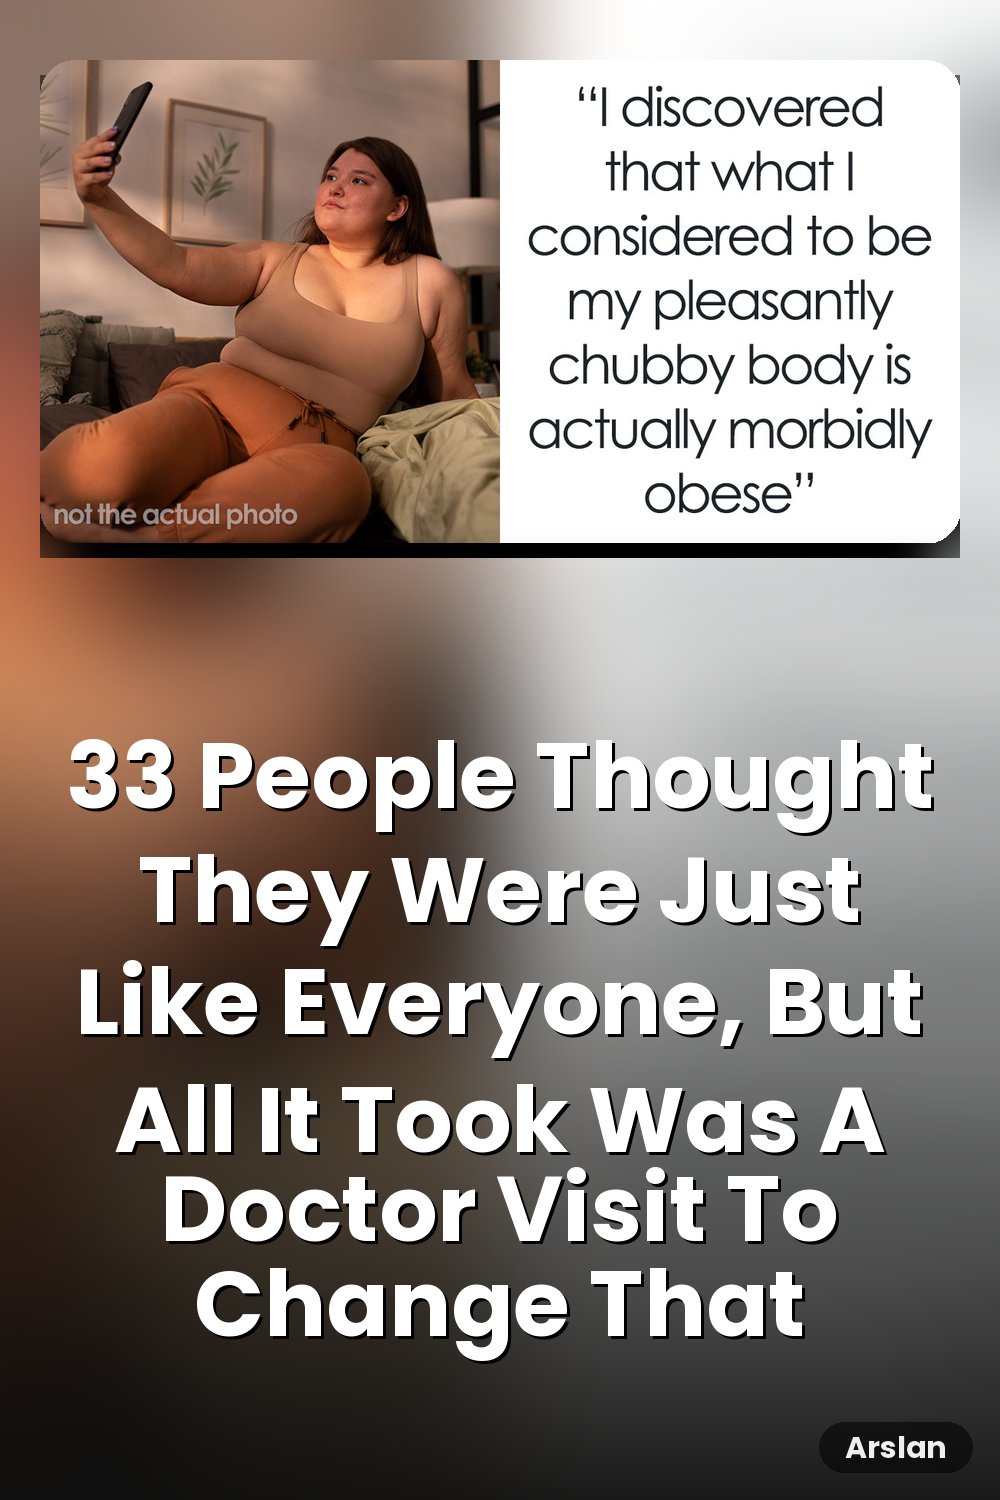 “I discovered
that what I
considered to be
my pleasantly
chubby body is
actually morbidly
obese”
not the actual photo
33 People Thought
They Were Just
Like Everyone, But
All It Took Was A
Doctor Visit To
Change That
Arslan